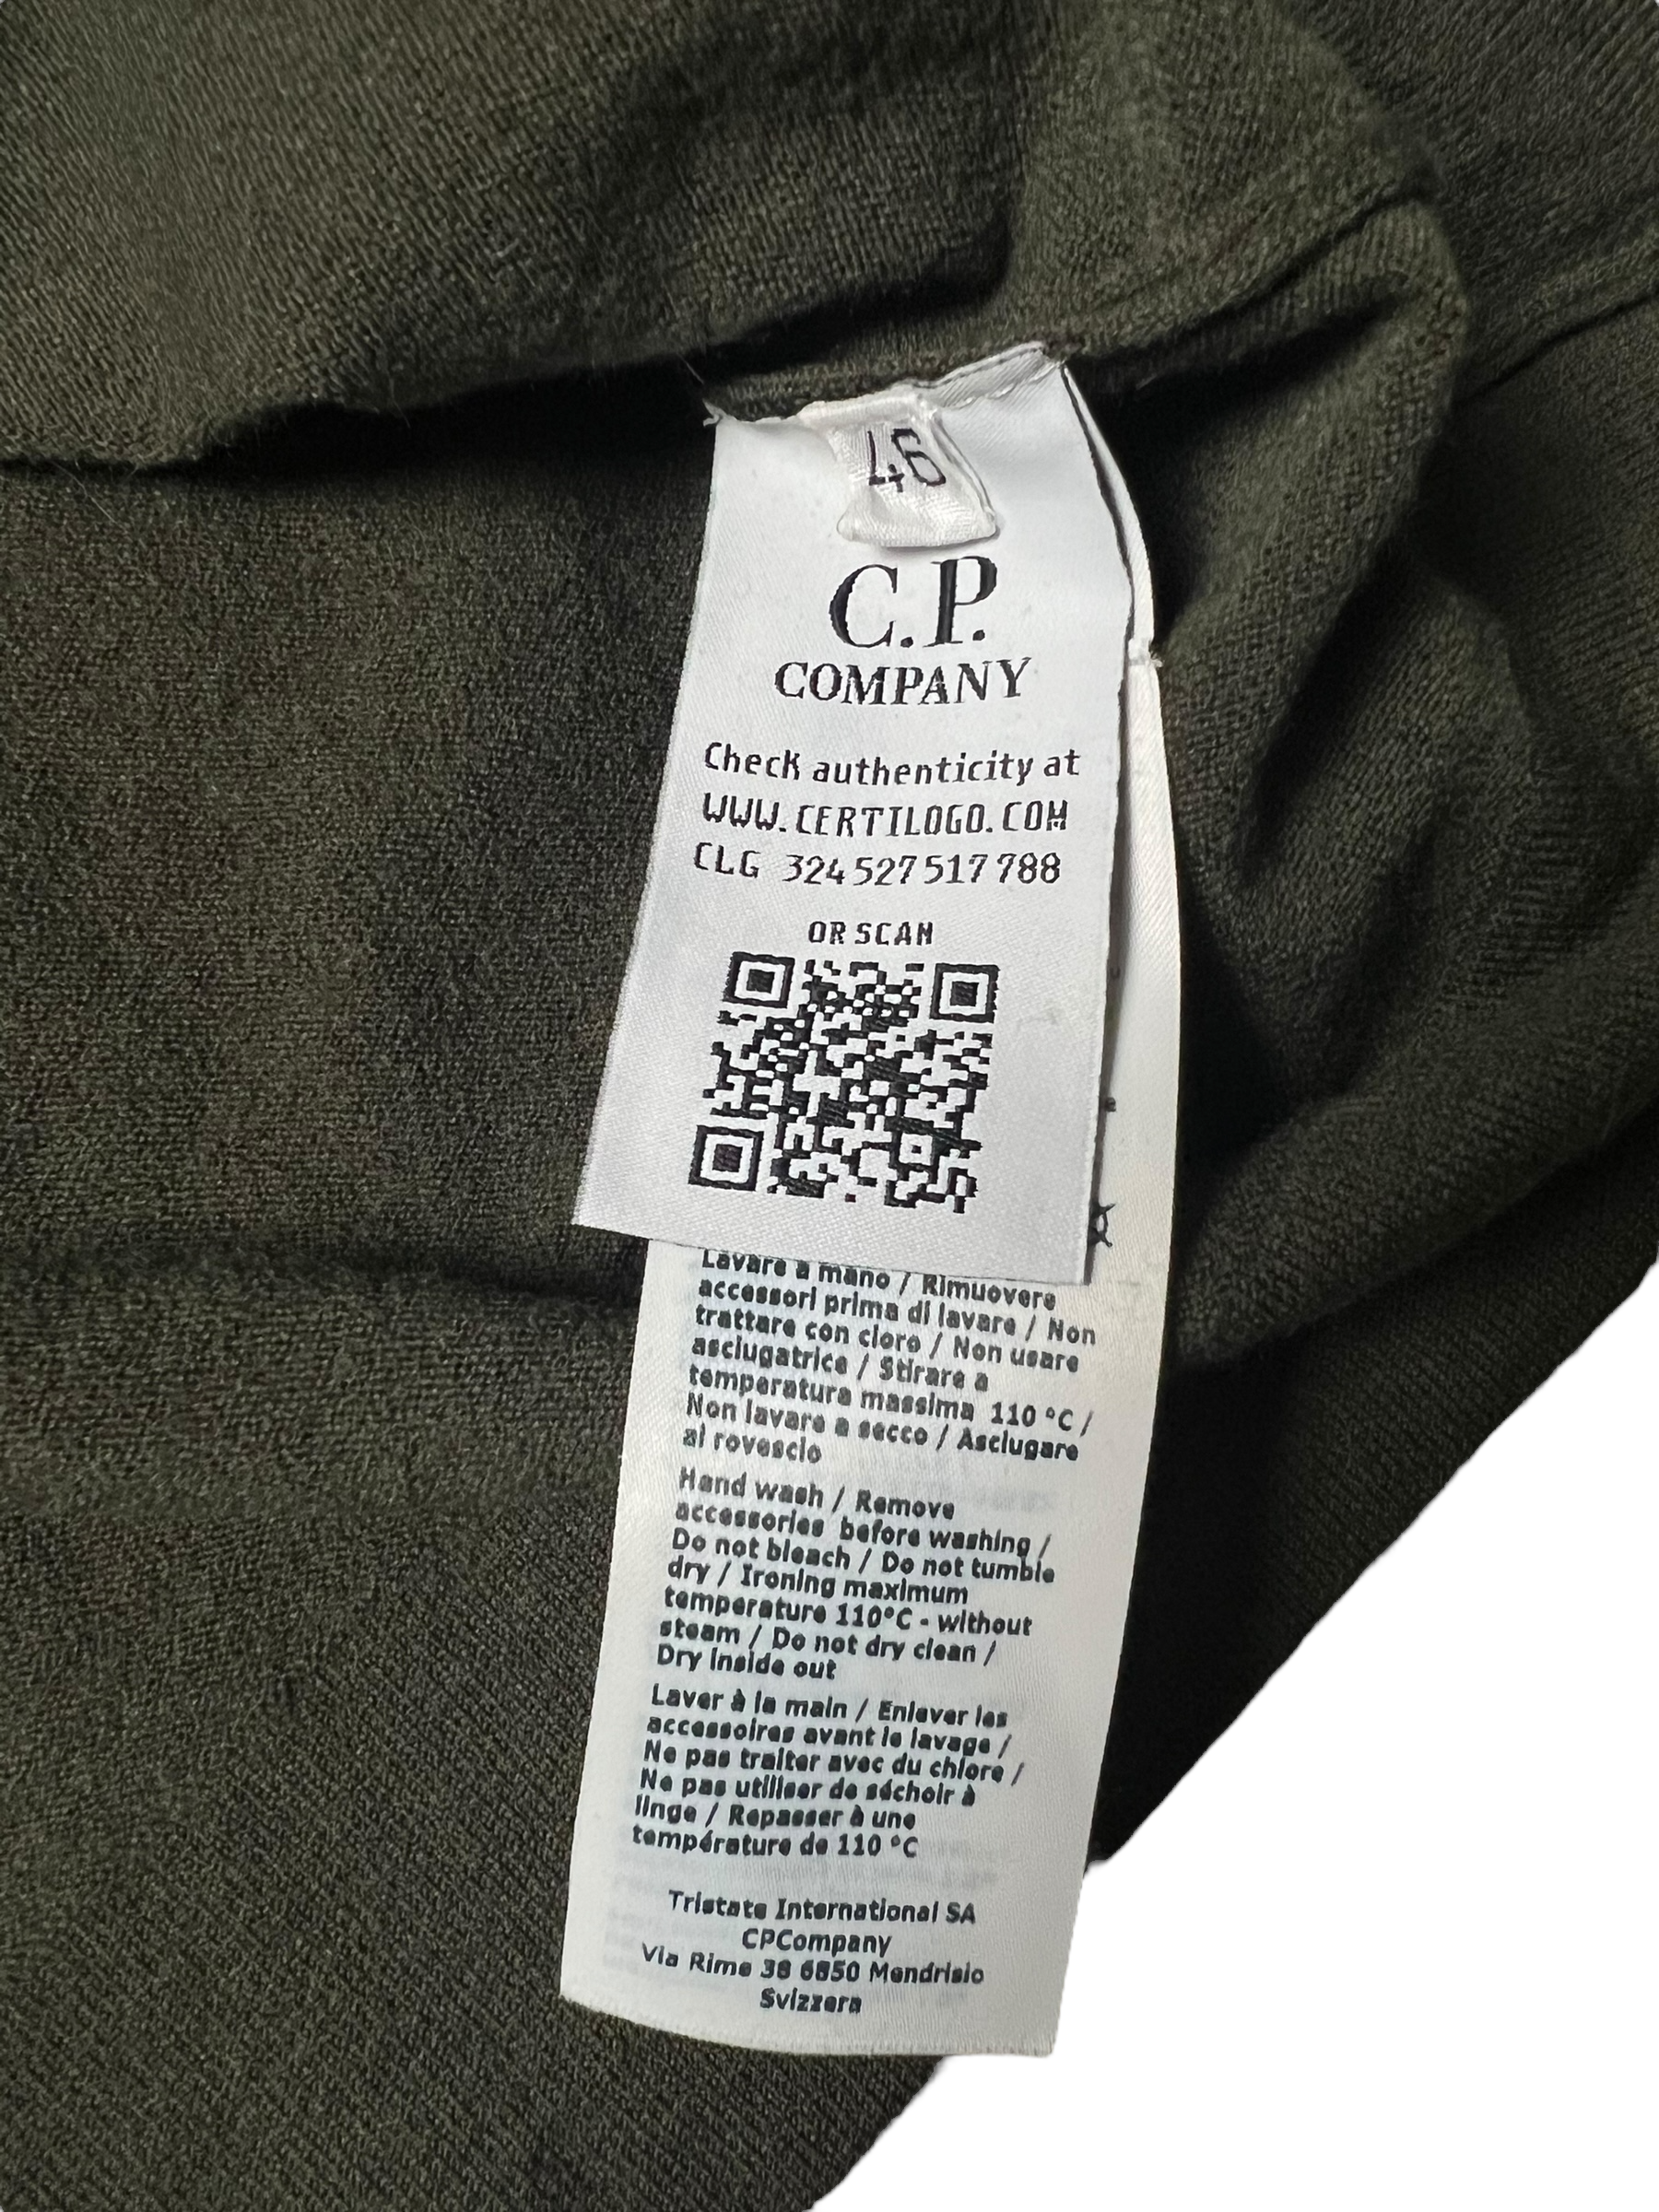 46
C.P.
COMPANY
Check authenticity at
WWW.CERTILOGO.COM
CLG 324 527 517 788
OR SCAN
Lavare a mano / Rimuovere
accessori prima di lavare / Non
trattare con cloro / Non usare
asciugatrice / Stirare a
temperatura massima 110 °C /
Non lavare a secco / Asciugare
al rovescio
Hand wash / Remove
accessories before washing /
Do not bleach / Do not tumble
dry / Ironing maximum
temperature 110°C - without
steam / Do not dry clean /
Dry inside out
Laver à la main / Enlever les
accessoires avant le lavage /
Ne pas traiter avec du chlore /
Ne pas utiliser de séchoir à
linge / Repasser à une
température de 110 °C
Tristate International SA
CPCompany
Via Rime 38 6850 Mendrisio
Svizzera